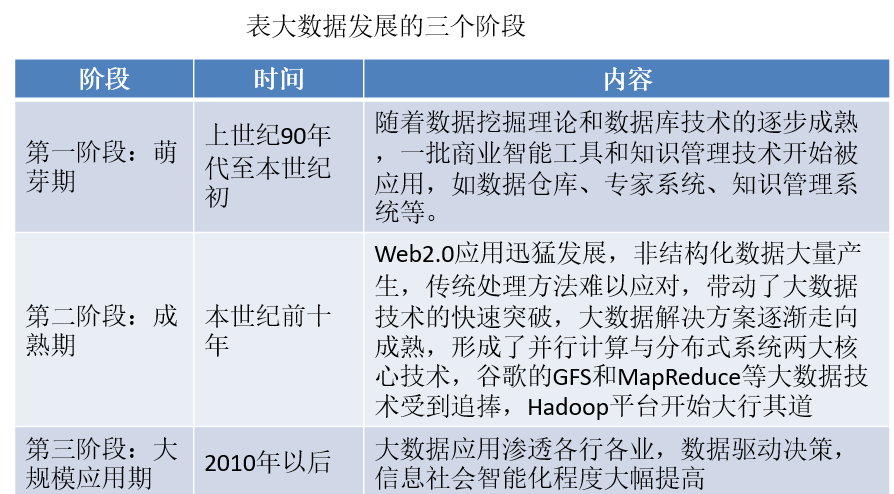 表大数据发展的三个阶段
阶段 时间 内容
第一阶段：萌
芽期
上世纪90年
代至本世纪
初
随着数据挖掘理论和数据库技术的逐步成熟
，一批商业智能工具和知识管理技术开始被
应用，如数据仓库、专家系统、知识管理系
统等。
第二阶段：成
熟期
本世纪前十
年
Web2.0应用迅猛发展，非结构化数据大量产
生，传统处理方法难以应对，带动了大数据
技术的快速突破，大数据解决方案逐渐走向
成熟，形成了并行计算与分布式系统两大核
心技术，谷歌的GFS和MapReduce等大数据技
术受到追捧，Hadoop平台开始大行其道
第三阶段：大
规模应用期
2010年以后
大数据应用渗透各行各业，数据驱动决策，
信息社会智能化程度大幅提高